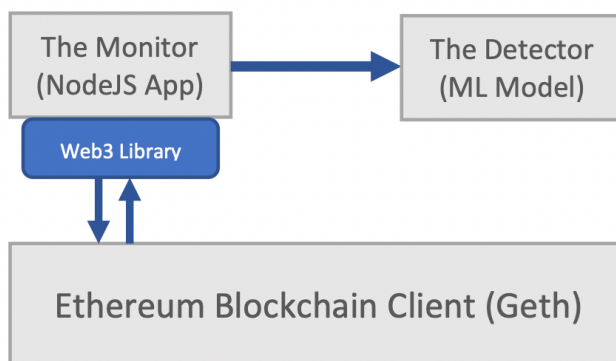 The Monitor
(NodeJS App)
The Detector
(ML Model)
Web3 Library
Ethereum Blockchain Client (Geth)